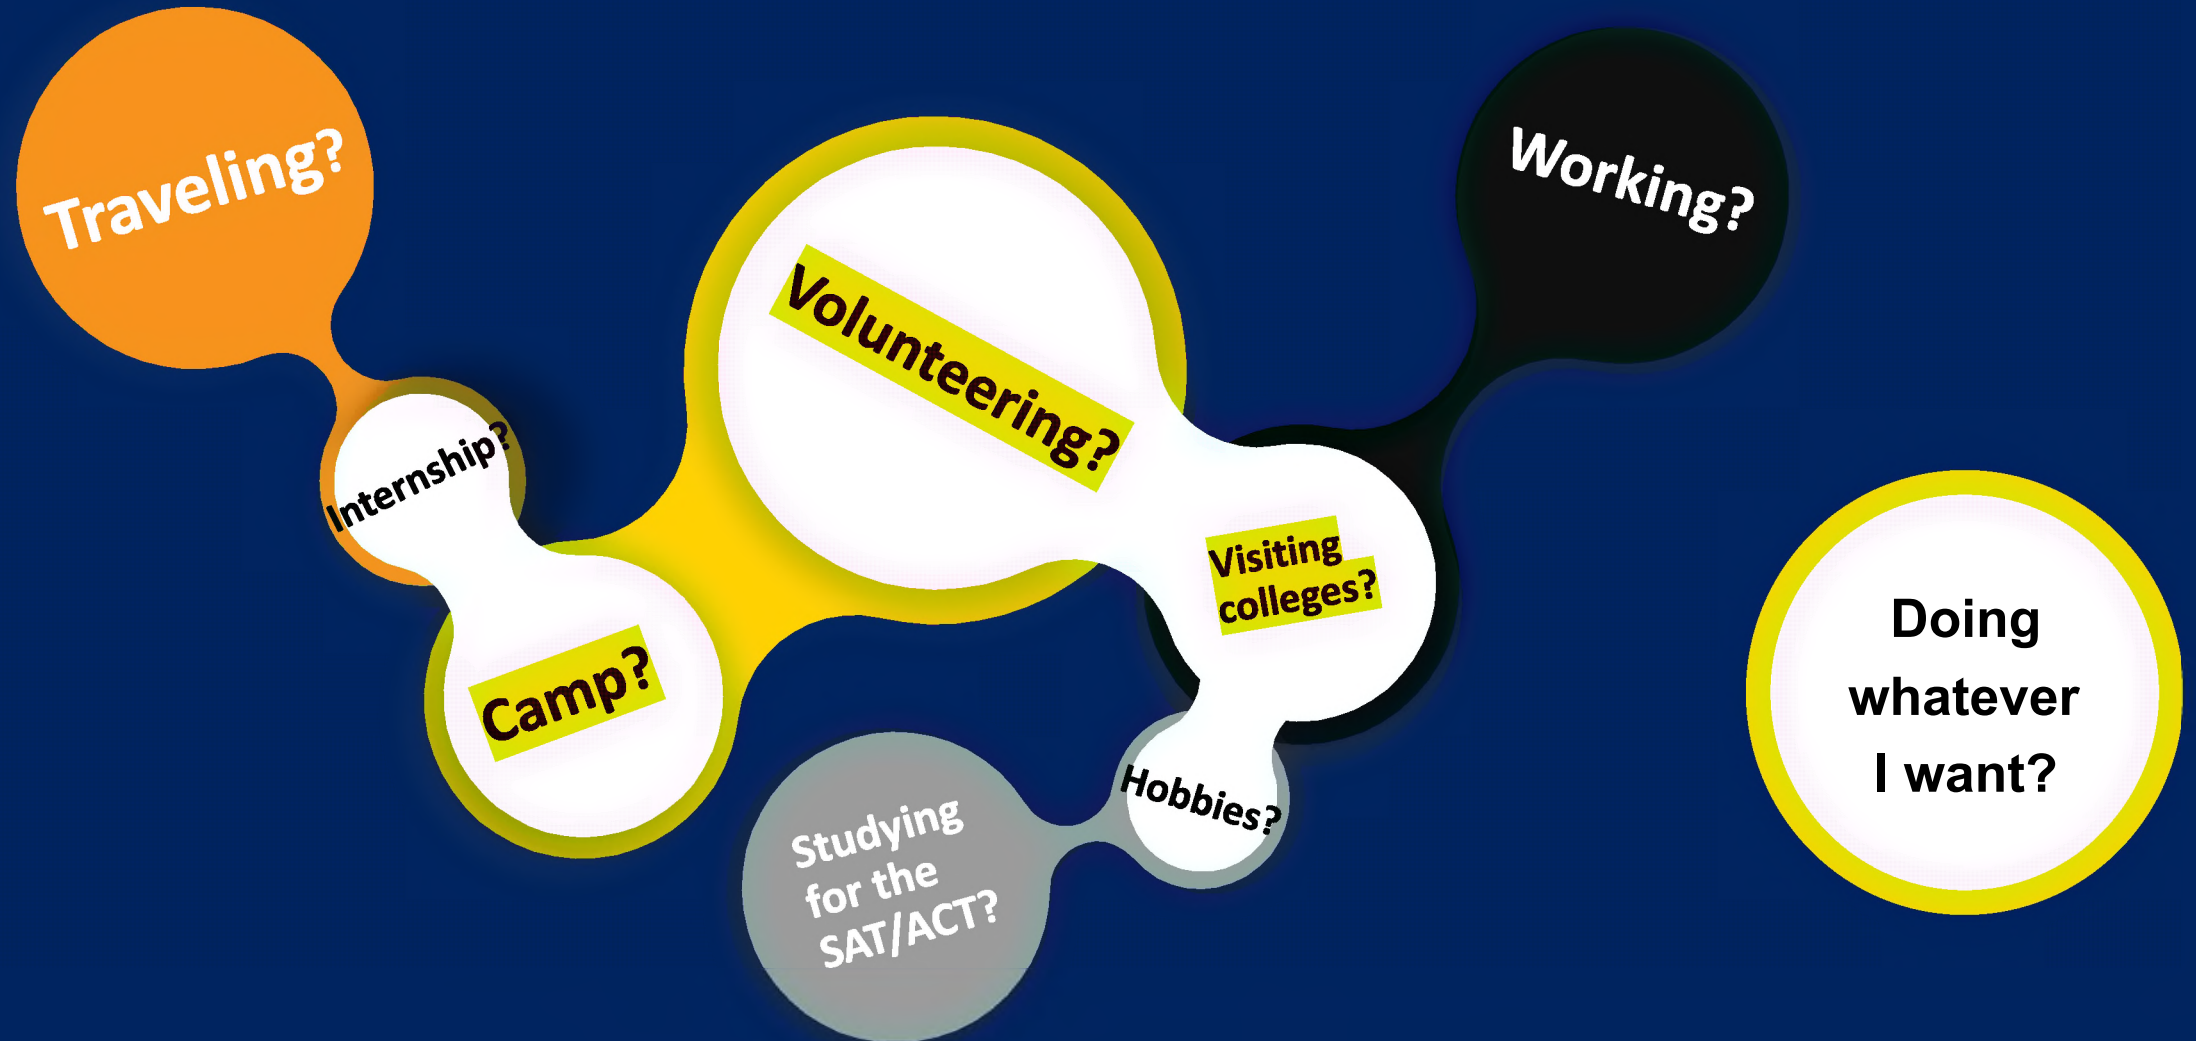 Traveling?
Working?
Volunteering?
Internship?
Visiting
colleges?
Camp?
Doing
whatever
I want?
Hobbies?
Studying
for the
SAT/ACT?